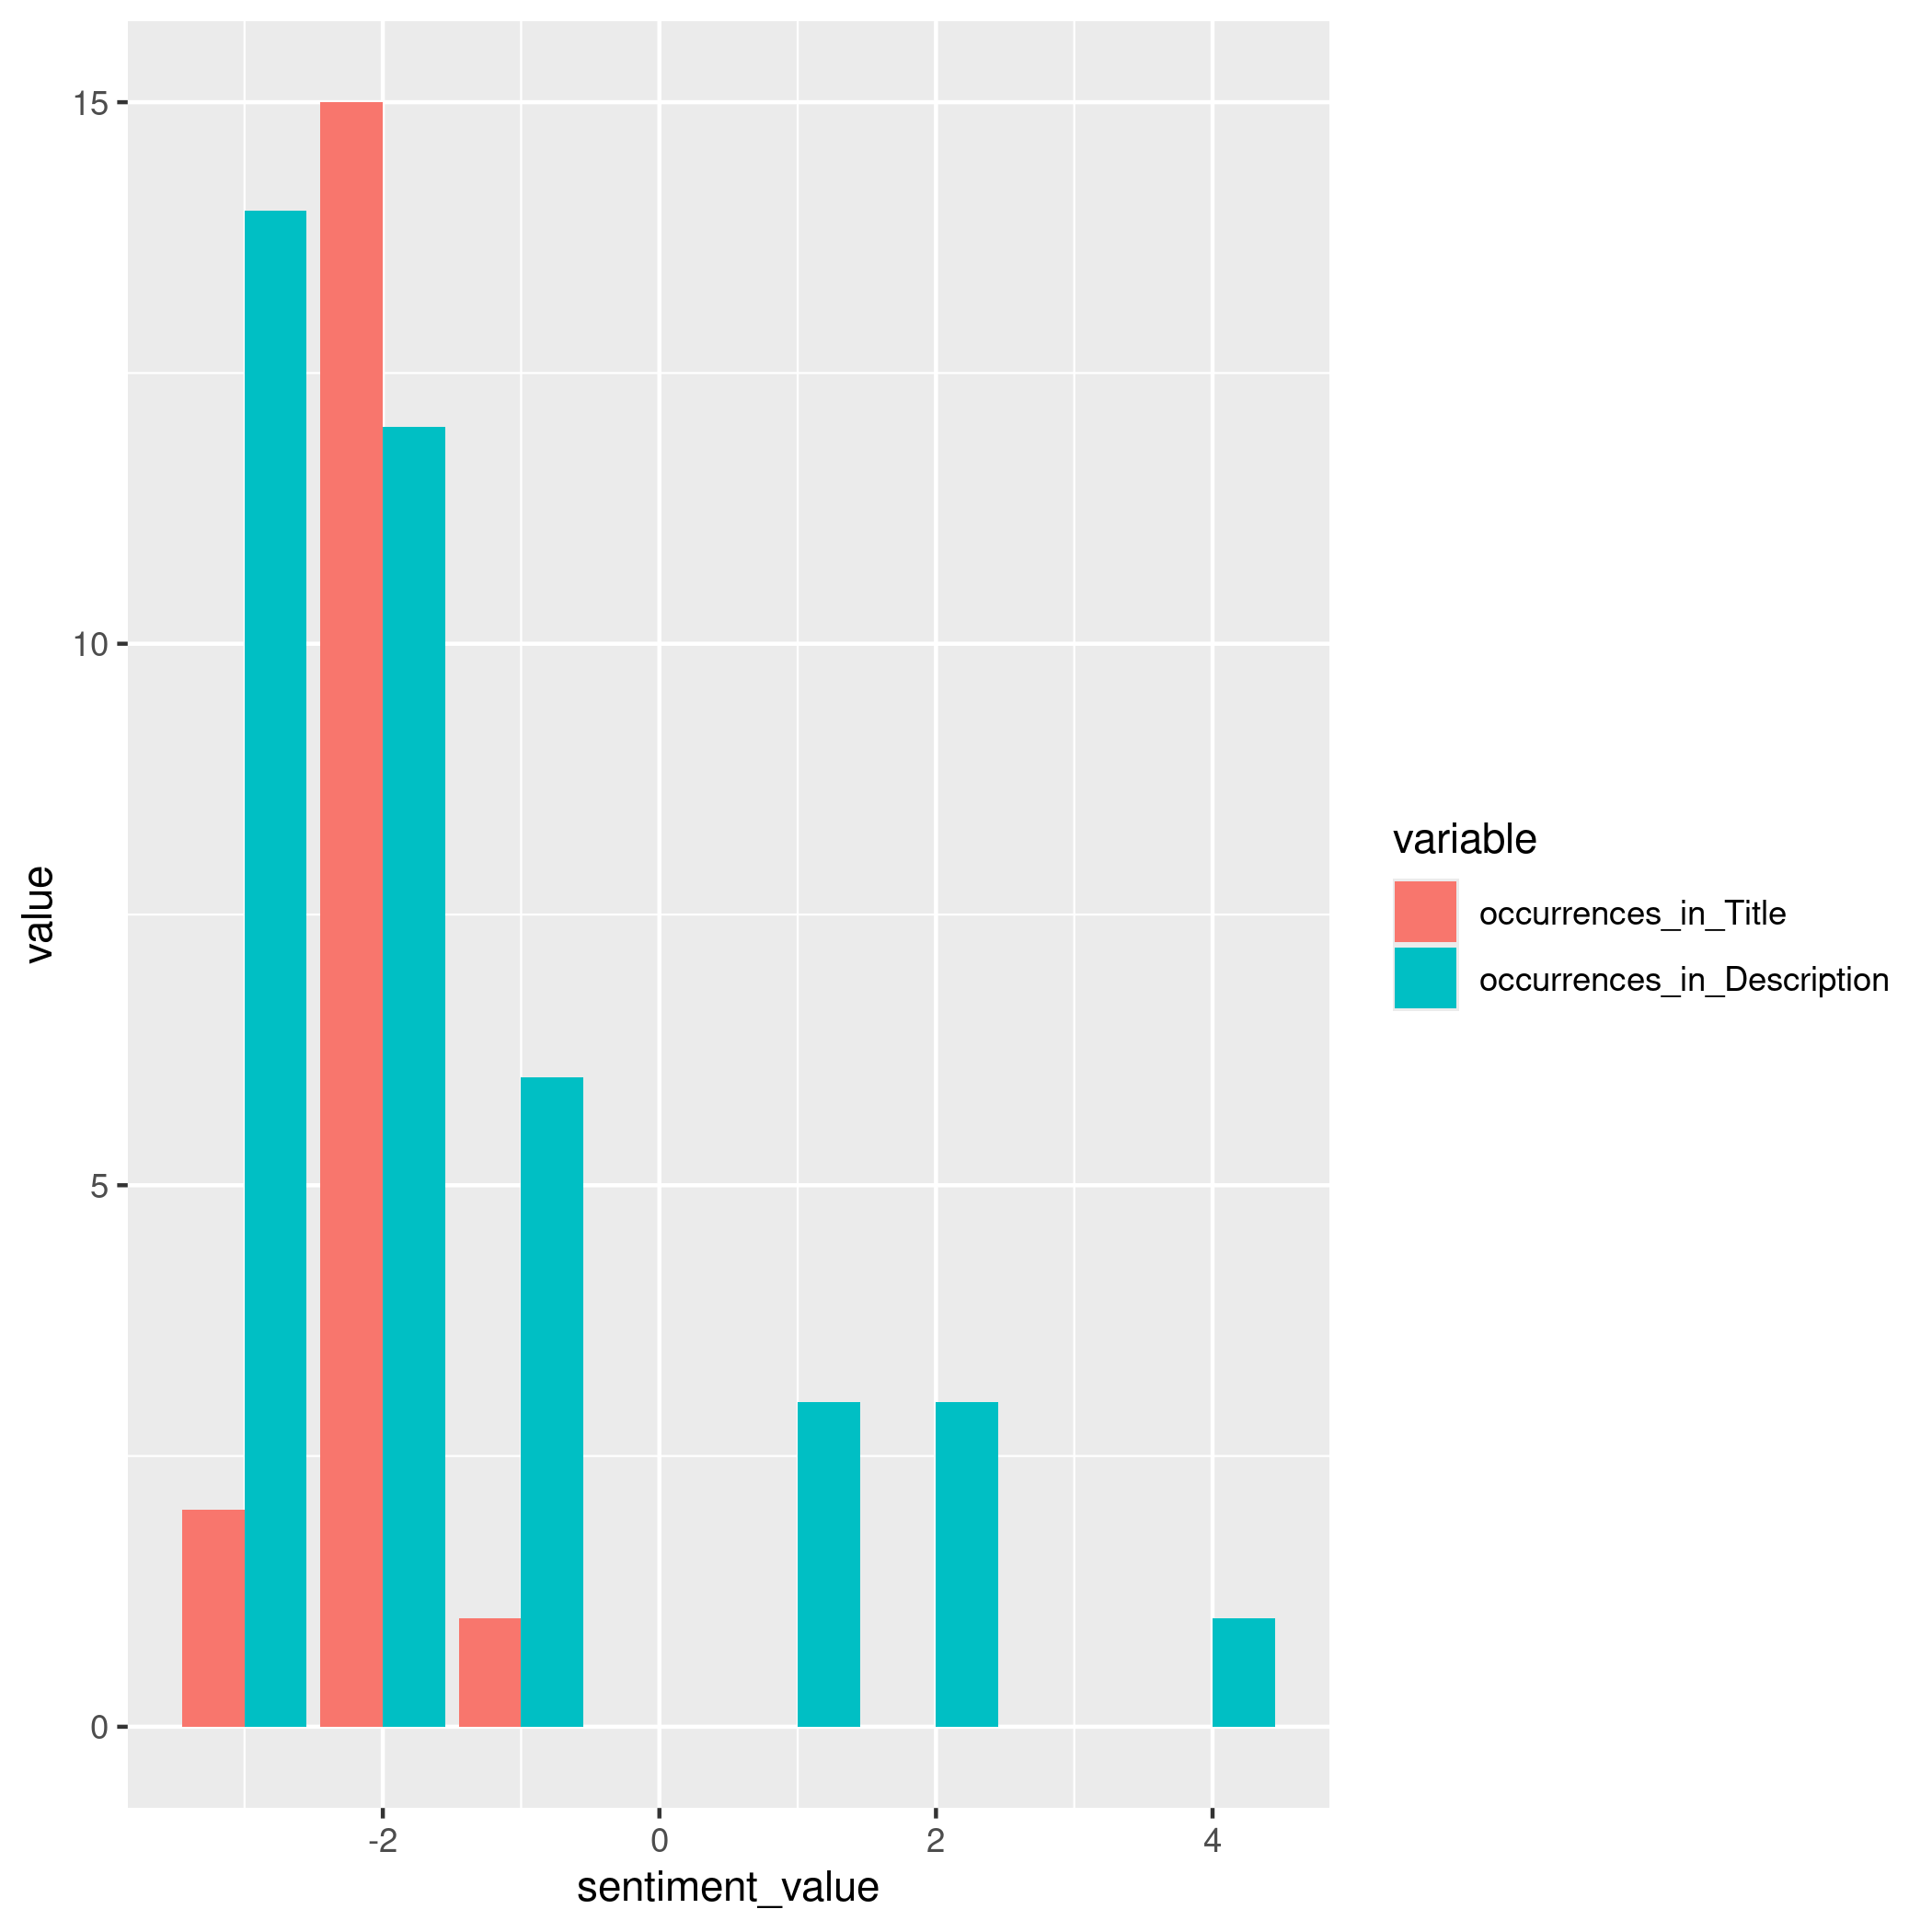 15
10
5
0
value
-2 0 2 4
sentiment_value
variable
occurrences_in_Title
occurrences_in_Description